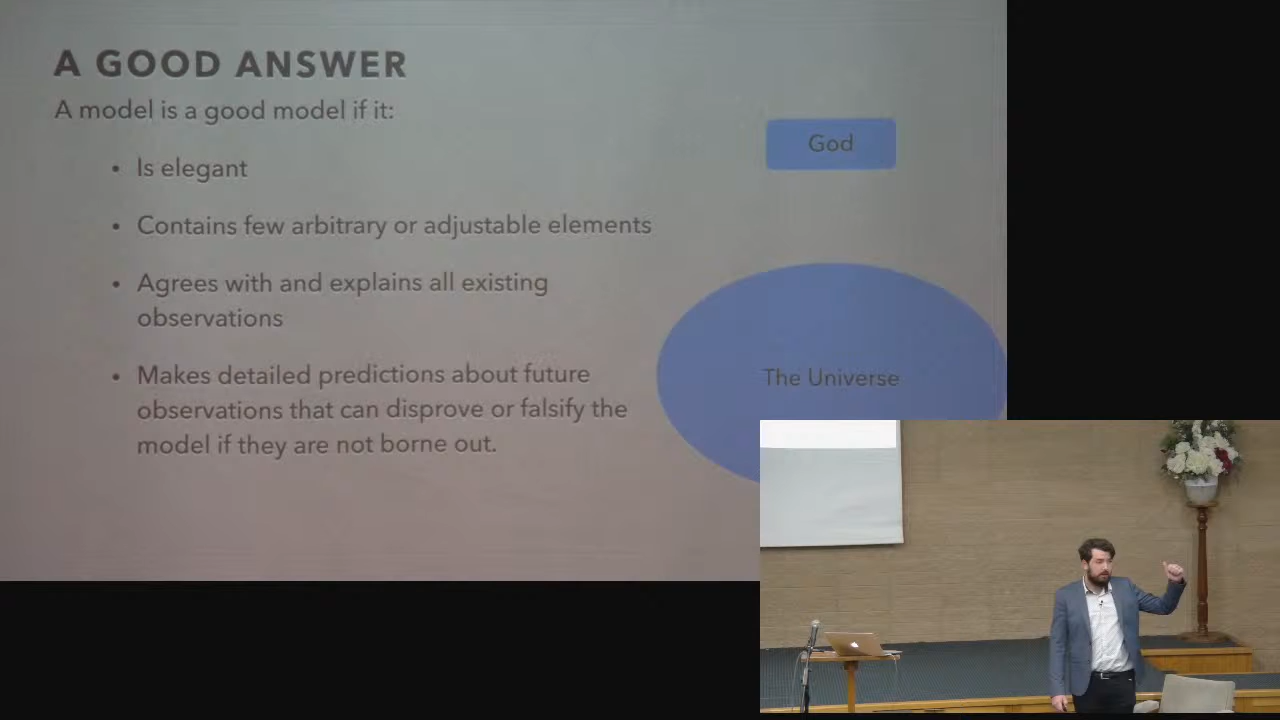 A GOOD ANSWER
A model is a good model if it:
• Is elegant
• Contains few arbitrary or adjustable elements
• Agrees with and explains all existing
observations
• Makes detailed predictions about future
observations that can disprove or falsify the
model if they are not borne out.
God
The Universe